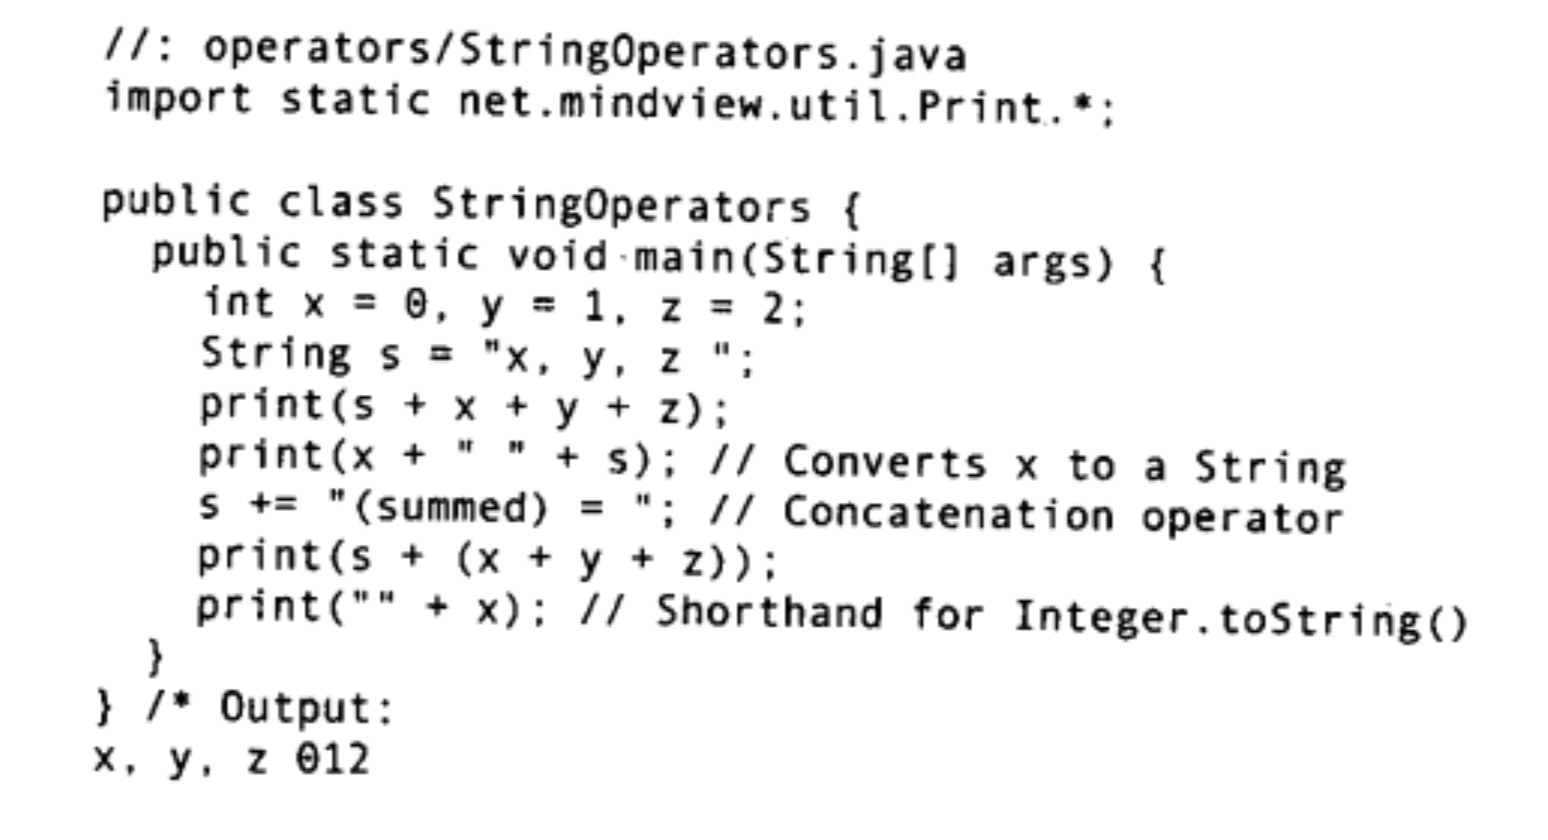 //: operators/StringOperators.java
import static net.mindview.util.Print.*;
public class StringOperators {
public static void main(String[] args) {
int x = 0, y = 1, z = 2;
String s = "x, y, z ";
print(s + x + y + z);
print(x + " " + s); // Converts x to a String
s += "(summed) = "; // Concatenation operator
print(s + (x + y + z));
print("" + x); // Shorthand for Integer.toString()
}
} /* Output:
x, y, z 012